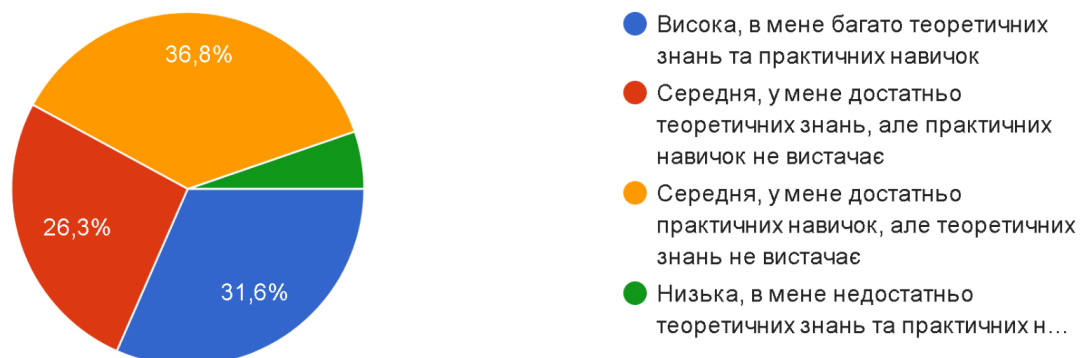 36,8%
26,3%
31,6%
Висока, в мене багато теоретичних
знань та практичних навичок
Середня, у мене достатньо
теоретичних знань, але практичних
навичок не вистачає
Середня, у мене достатньо
практичних навичок, але теоретичних
знань не вистачає
Низька, в мене недостатньо
теоретичних знань та практичних н...